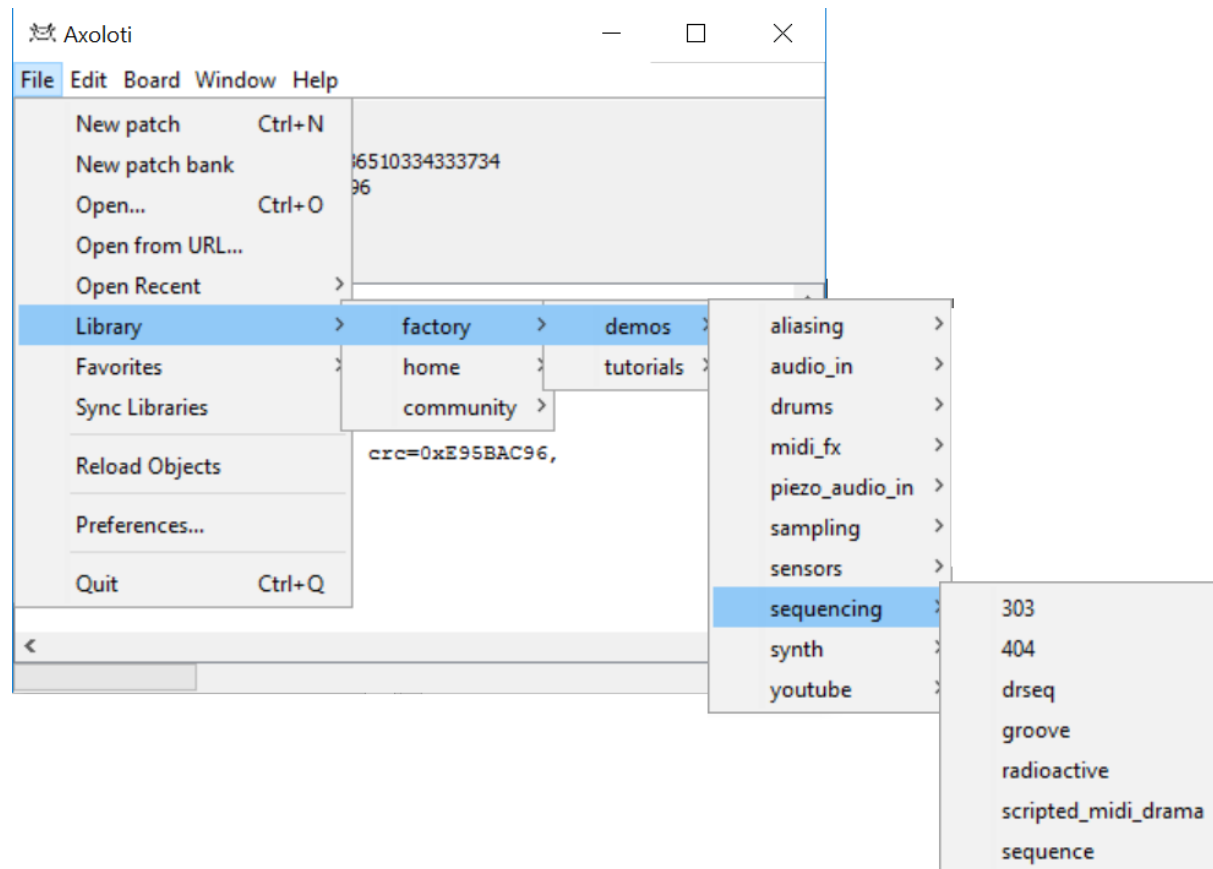 Axoloti
File Edit Board Window Help
New patch Ctrl+N
New patch bank
Open... Ctrl+O
Open from URL...
Open Recent
Library
Favorites
Sync Libraries
Reload Objects
Preferences...
Quit Ctrl+Q
36510334333734
96
crc=0xE95BAC96,
factory
home
community
demos
tutorials
aliasing
audio_in
drums
midi_fx
piezo_audio_in
sampling
sensors
sequencing
synth
youtube
303
404
drseq
groove
radioactive
scripted_midi_drama
sequence